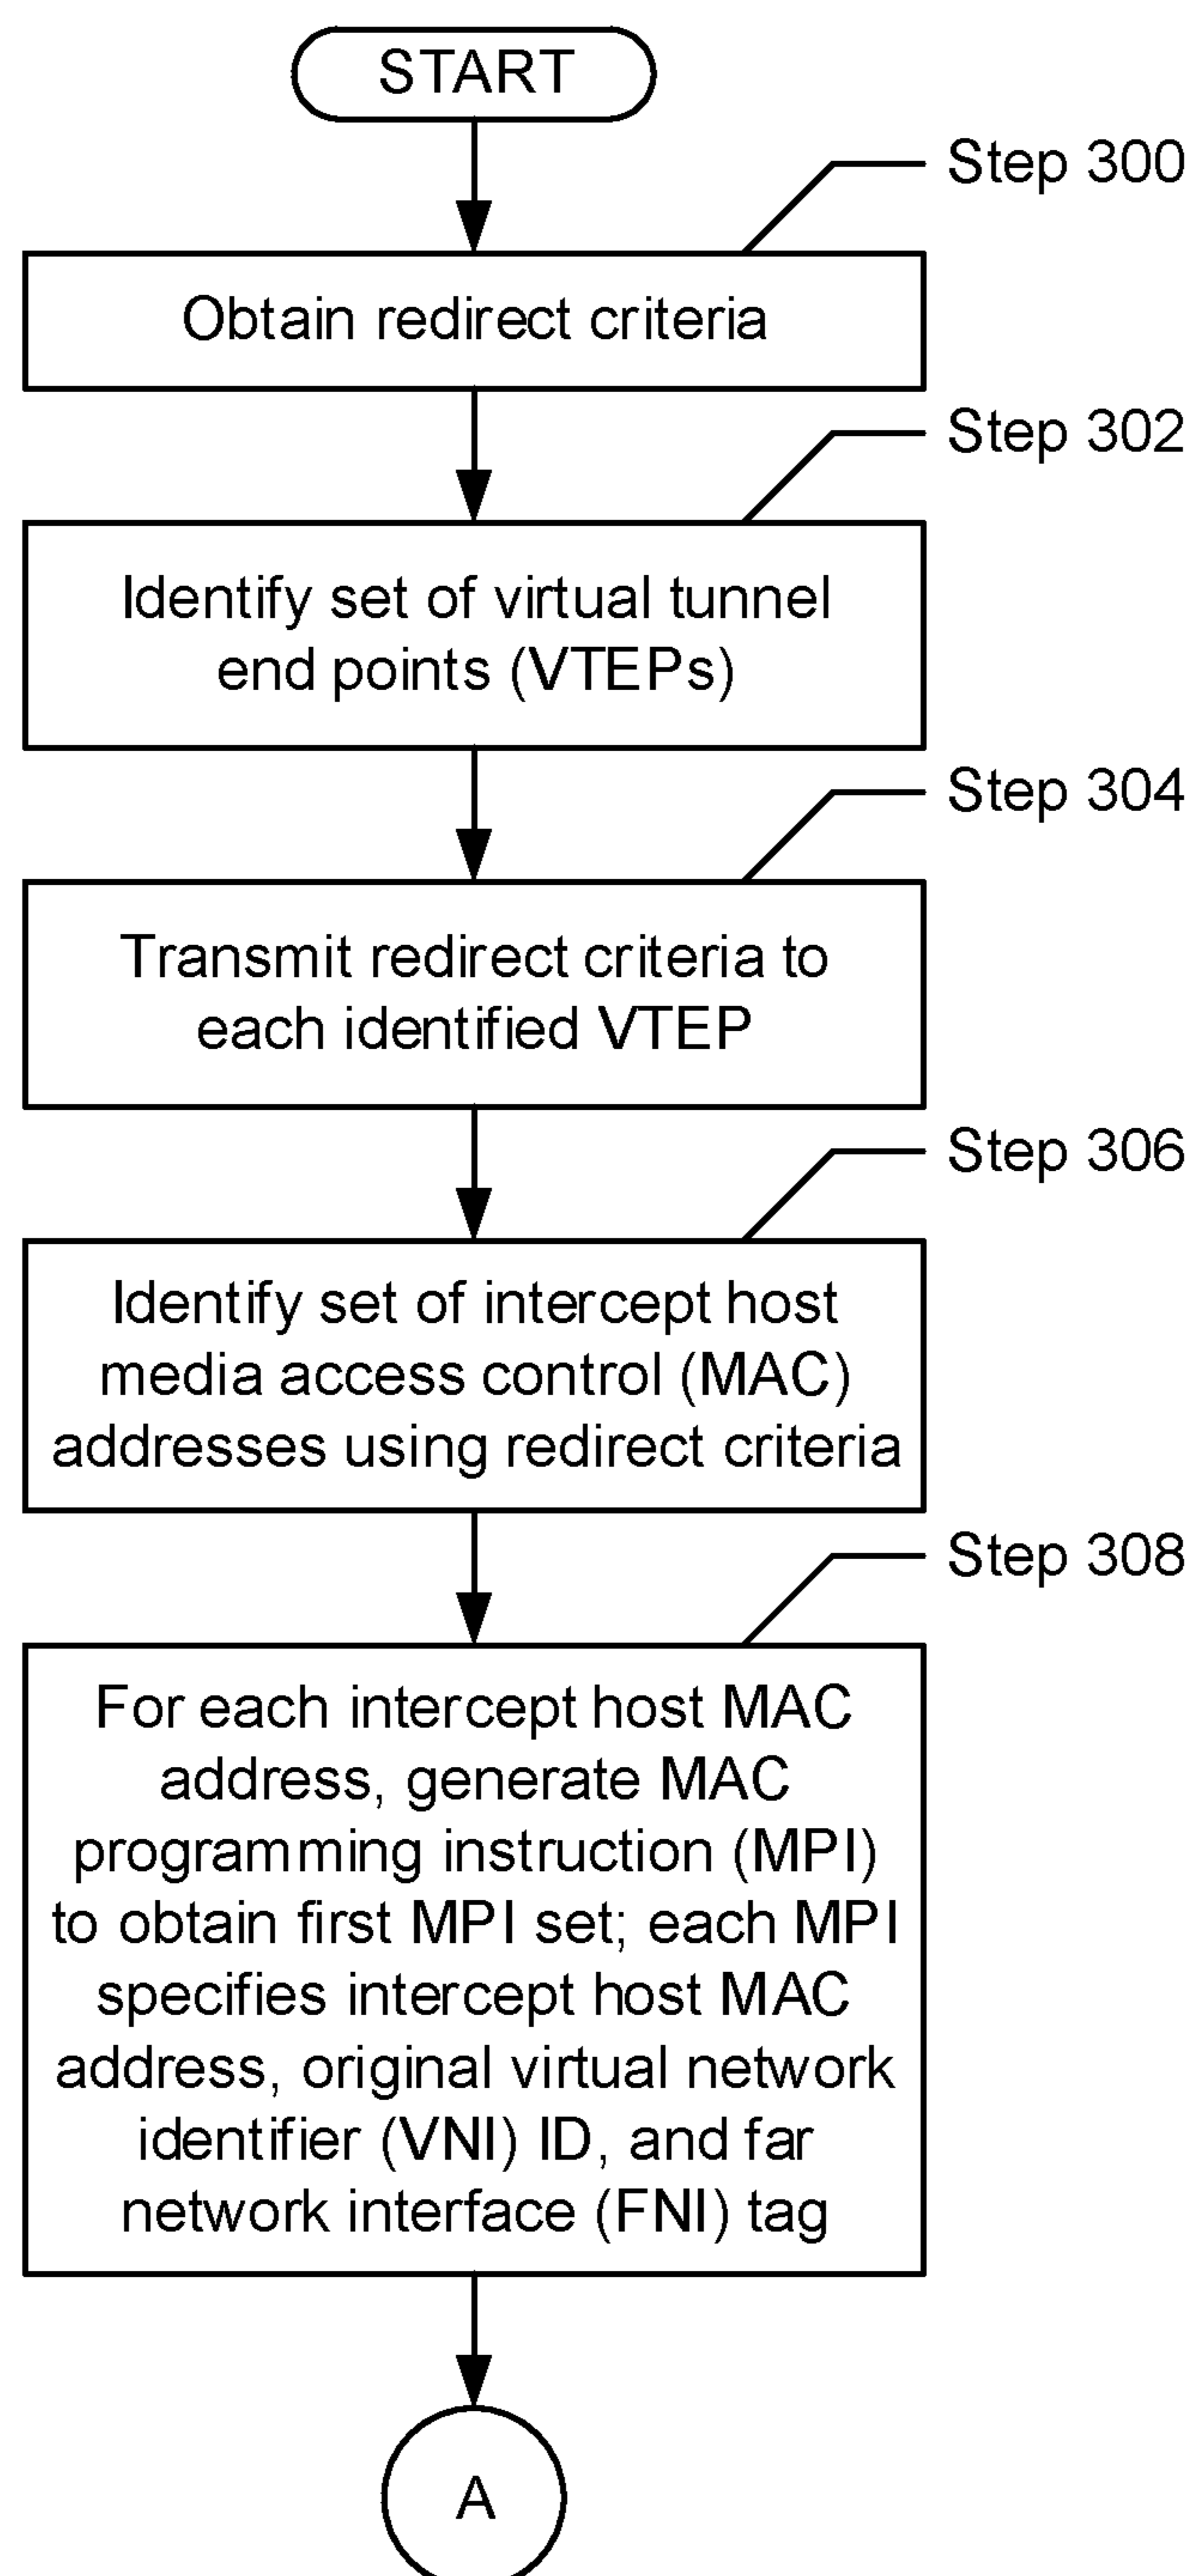 START
Step 300
Obtain redirect criteria
Step 302
Identify set of virtual tunnel
end points (VTEPs)
Step 304
Transmit redirect criteria to
each identified VTEP
Step 306
Identify set of intercept host
media access control (MAC)
addresses using redirect criteria
Step 308
For each intercept host MAC
address, generate MAC
programming instruction (MPI)
to obtain first MPI set; each MPI
specifies intercept host MAC
address, original virtual network
identifier (VNI) ID, and far
network interface (FNI) tag
A